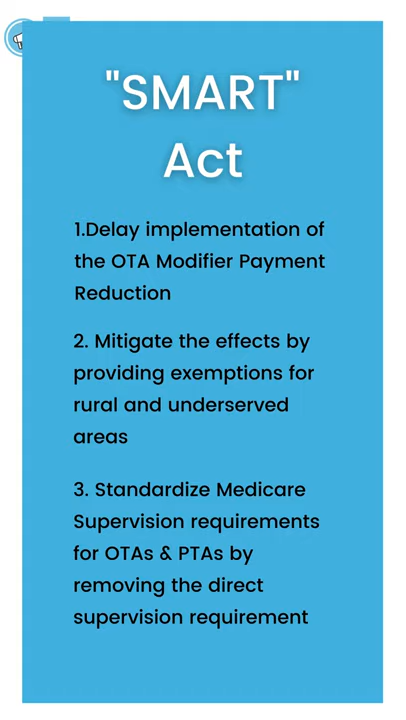 "SMART"
Act
1.Delay implementation of
the OTA Modifier Payment
Reduction
2. Mitigate the effects by
providing exemptions for
rural and underserved
areas
3. Standardize Medicare
Supervision requirements
for OTAs & PTAs by
removing the direct
supervision requirement